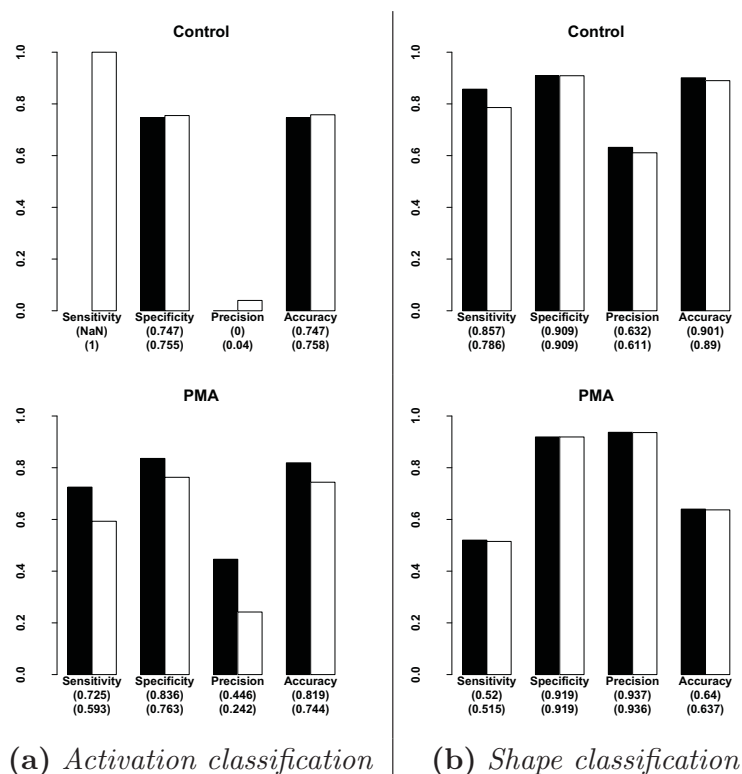 Control
1.0
0.8
0.6
0.4
0.2
0.0
Sensitivity Specificity Precision Accuracy
(NaN) (0.747) (0) (0.747)
(1) (0.755) (0.04) (0.758)
PMA
1.0
0.8
0.6
0.4
0.2
0.0
Sensitivity Specificity Precision Accuracy
(0.725) (0.836) (0.446) (0.819)
(0.593) (0.763) (0.242) (0.744)
(a) Activation classification
Control
1.0
0.8
0.6
0.4
0.2
0.0
Sensitivity Specificity Precision Accuracy
(0.857) (0.909) (0.632) (0.901)
(0.786) (0.909) (0.611) (0.89)
PMA
1.0
0.8
0.6
0.4
0.2
0.0
Sensitivity Specificity Precision Accuracy
(0.52) (0.919) (0.937) (0.64)
(0.515) (0.919) (0.936) (0.637)
(b) Shape classification